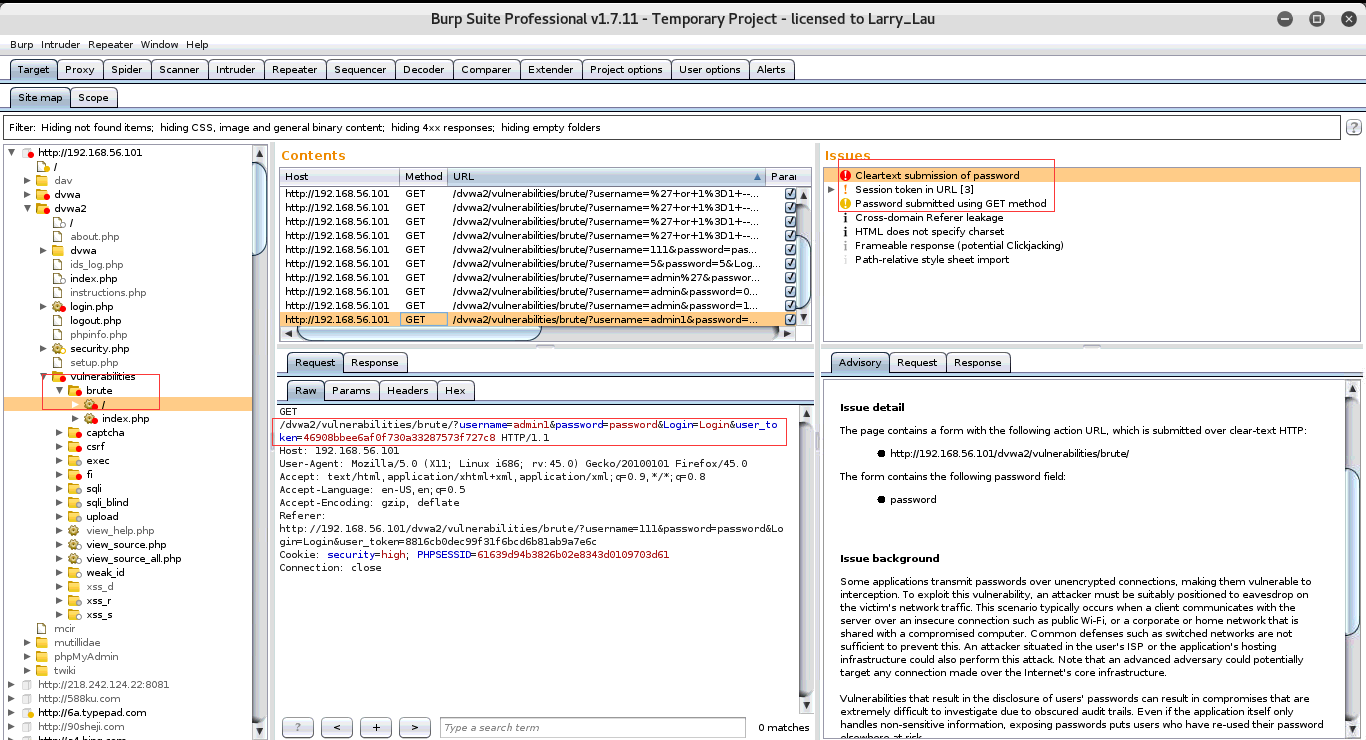 Burp Suite Professional v1.7.11 - Temporary Project - licensed to Larry_Lau
Burp Intruder Repeater Window Help
Target Proxy Spider Scanner Intruder Repeater Sequencer Decoder Comparer Extender Project options User options Alerts
Site map Scope
Filter: Hiding not found items; hiding CSS, image and general binary content; hiding 4xx responses; hiding empty folders
?
http://192.168.56.101
/
dav
dvwa
dvwa2
/
about.php
dvwa
ids_log.php
index.php
instructions.php
login.php
logout.php
phpinfo.php
security.php
setup.php
vulnerabilities
brute
/
index.php
captcha
csrf
exec
fi
sqli
sqli_blind
upload
view_help.php
view_source.php
view_source_all.php
weak_id
xss_d
xss_r
xss_s
mcir
mutillidae
phpMyAdmin
twiki
http://218.242.124.22:8081
http://588ku.com
http://6a.typepad.com
http://90sheji.com
Contents
Host Method URL Paran
http://192.168.56.101 GET /dvwa2/vulnerabilities/brute/?username=%27+or+1%3D1+--...
http://192.168.56.101 GET /dvwa2/vulnerabilities/brute/?username=%27+or+1%3D1+--...
http://192.168.56.101 GET /dvwa2/vulnerabilities/brute/?username=%27+or+1%3D1+--...
http://192.168.56.101 GET /dvwa2/vulnerabilities/brute/?username=%27+or+1%3D1+--...
http://192.168.56.101 GET /dvwa2/vulnerabilities/brute/?username=111&password=pas...
http://192.168.56.101 GET /dvwa2/vulnerabilities/brute/?username=5&password=5&Log...
http://192.168.56.101 GET /dvwa2/vulnerabilities/brute/?username=admin%27&passwor...
http://192.168.56.101 GET /dvwa2/vulnerabilities/brute/?username=admin&password=0...
http://192.168.56.101 GET /dvwa2/vulnerabilities/brute/?username=admin&password=1...
http://192.168.56.101 GET /dvwa2/vulnerabilities/brute/?username=admin1&password=...
Request Response
Raw Params Headers Hex
GET
/dvwa2/vulnerabilities/brute/?username=admin1&password=password&Login=Login&user_to
ken=46908bbee6af0f730a33287573f727c8 HTTP/1.1
Host: 192.168.56.101
User-Agent: Mozilla/5.0 (X11; Linux i686; rv:45.0) Gecko/20100101 Firefox/45.0
Accept: text/html,application/xhtml+xml,application/xml;q=0.9,*/*;q=0.8
Accept-Language: en-US,en;q=0.5
Accept-Encoding: gzip, deflate
Referer:
http://192.168.56.101/dvwa2/vulnerabilities/brute/?username=111&password=password&Lo
gin=Login&user_token=8816cb0dec99f31f6bcd6b81ab9a7e6c
Cookie: security=high; PHPSESSID=61639d94b3826b02e8343d0109703d61
Connection: close
? < + > Type a search term 0 matches
Issues
Cleartext submission of password
Session token in URL [3]
Password submitted using GET method
Cross-domain Referer leakage
HTML does not specify charset
Frameable response (potential Clickjacking)
Path-relative style sheet import
Advisory Request Response
Issue detail
The page contains a form with the following action URL, which is submitted over clear-text HTTP:
http://192.168.56.101/dvwa2/vulnerabilities/brute/
The form contains the following password field:
password
Issue background
Some applications transmit passwords over unencrypted connections, making them vulnerable to
interception. To exploit this vulnerability, an attacker must be suitably positioned to eavesdrop on
the victim's network traffic. This scenario typically occurs when a client communicates with the
server over an insecure connection such as public Wi-Fi, or a corporate or home network that is
shared with a compromised computer. Common defenses such as switched networks are not
sufficient to prevent this. An attacker situated in the user's ISP or the application's hosting
infrastructure could also perform this attack. Note that an advanced adversary could potentially
target any connection made over the Internet's core infrastructure.
Vulnerabilities that result in the disclosure of users' passwords can result in compromises that are
extremely difficult to investigate due to obscured audit trails. Even if the application itself only
handles non-sensitive information, exposing passwords puts users who have re-used their password
elsewhere at risk.